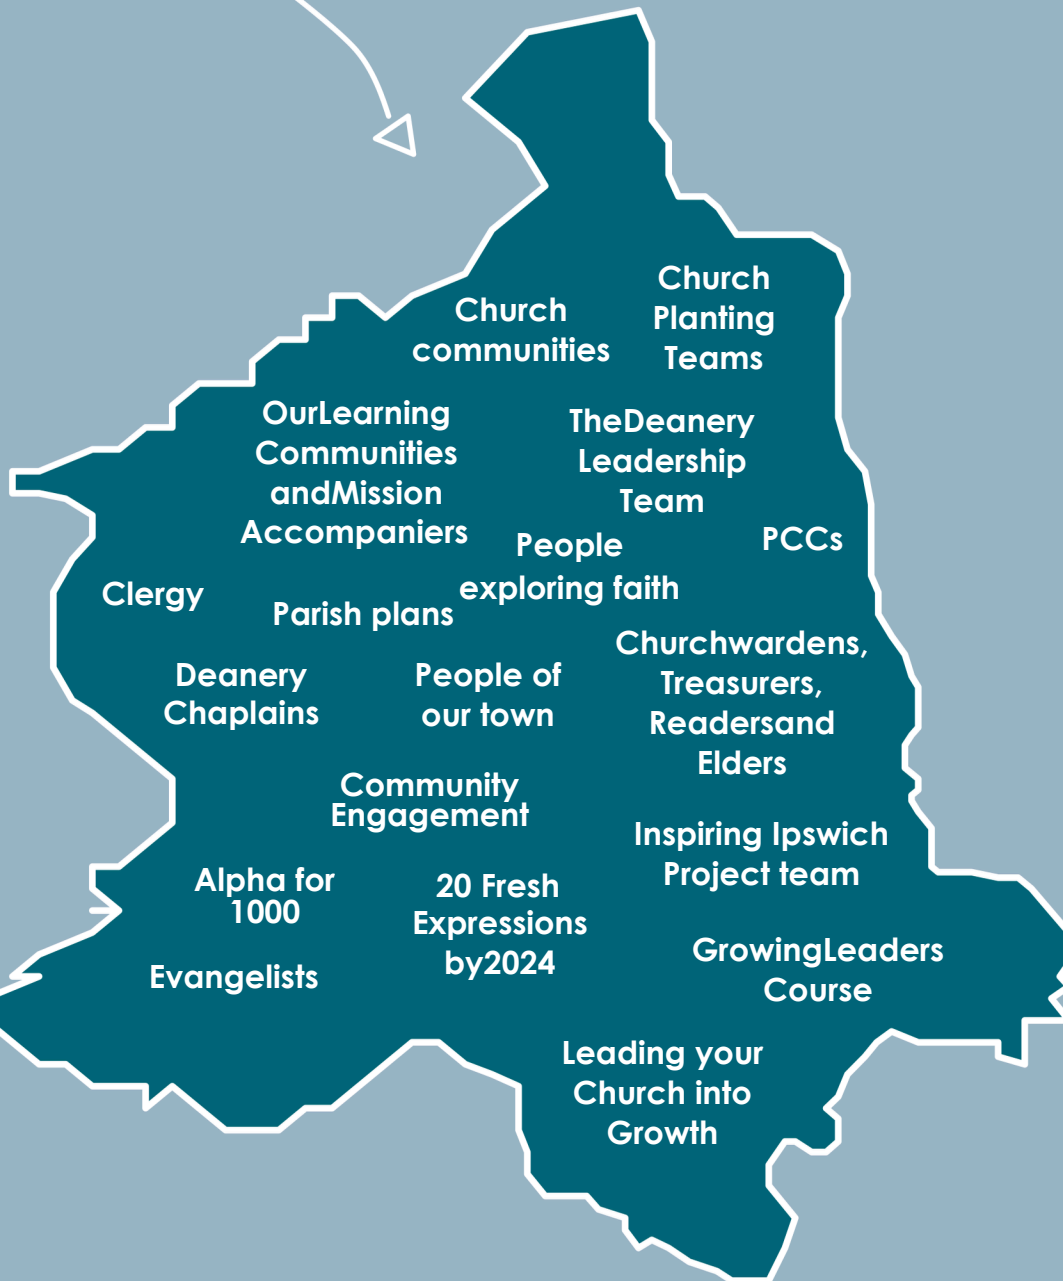 Church
communities
Church
Planting
Teams
OurLearning
Communities
andMission
Accompaniers
TheDeanery
Leadership
Team
People
exploring faith
PCCs
Clergy
Parish plans
Deanery
Chaplains
People of
our town
Churchwardens,
Treasurers,
Readersand
Elders
Community
Engagement
Inspiring Ipswich
Project team
Alpha for
1000
20 Fresh
Expressions
by2024
Evangelists
GrowingLeaders
Course
Leading your
Church into
Growth